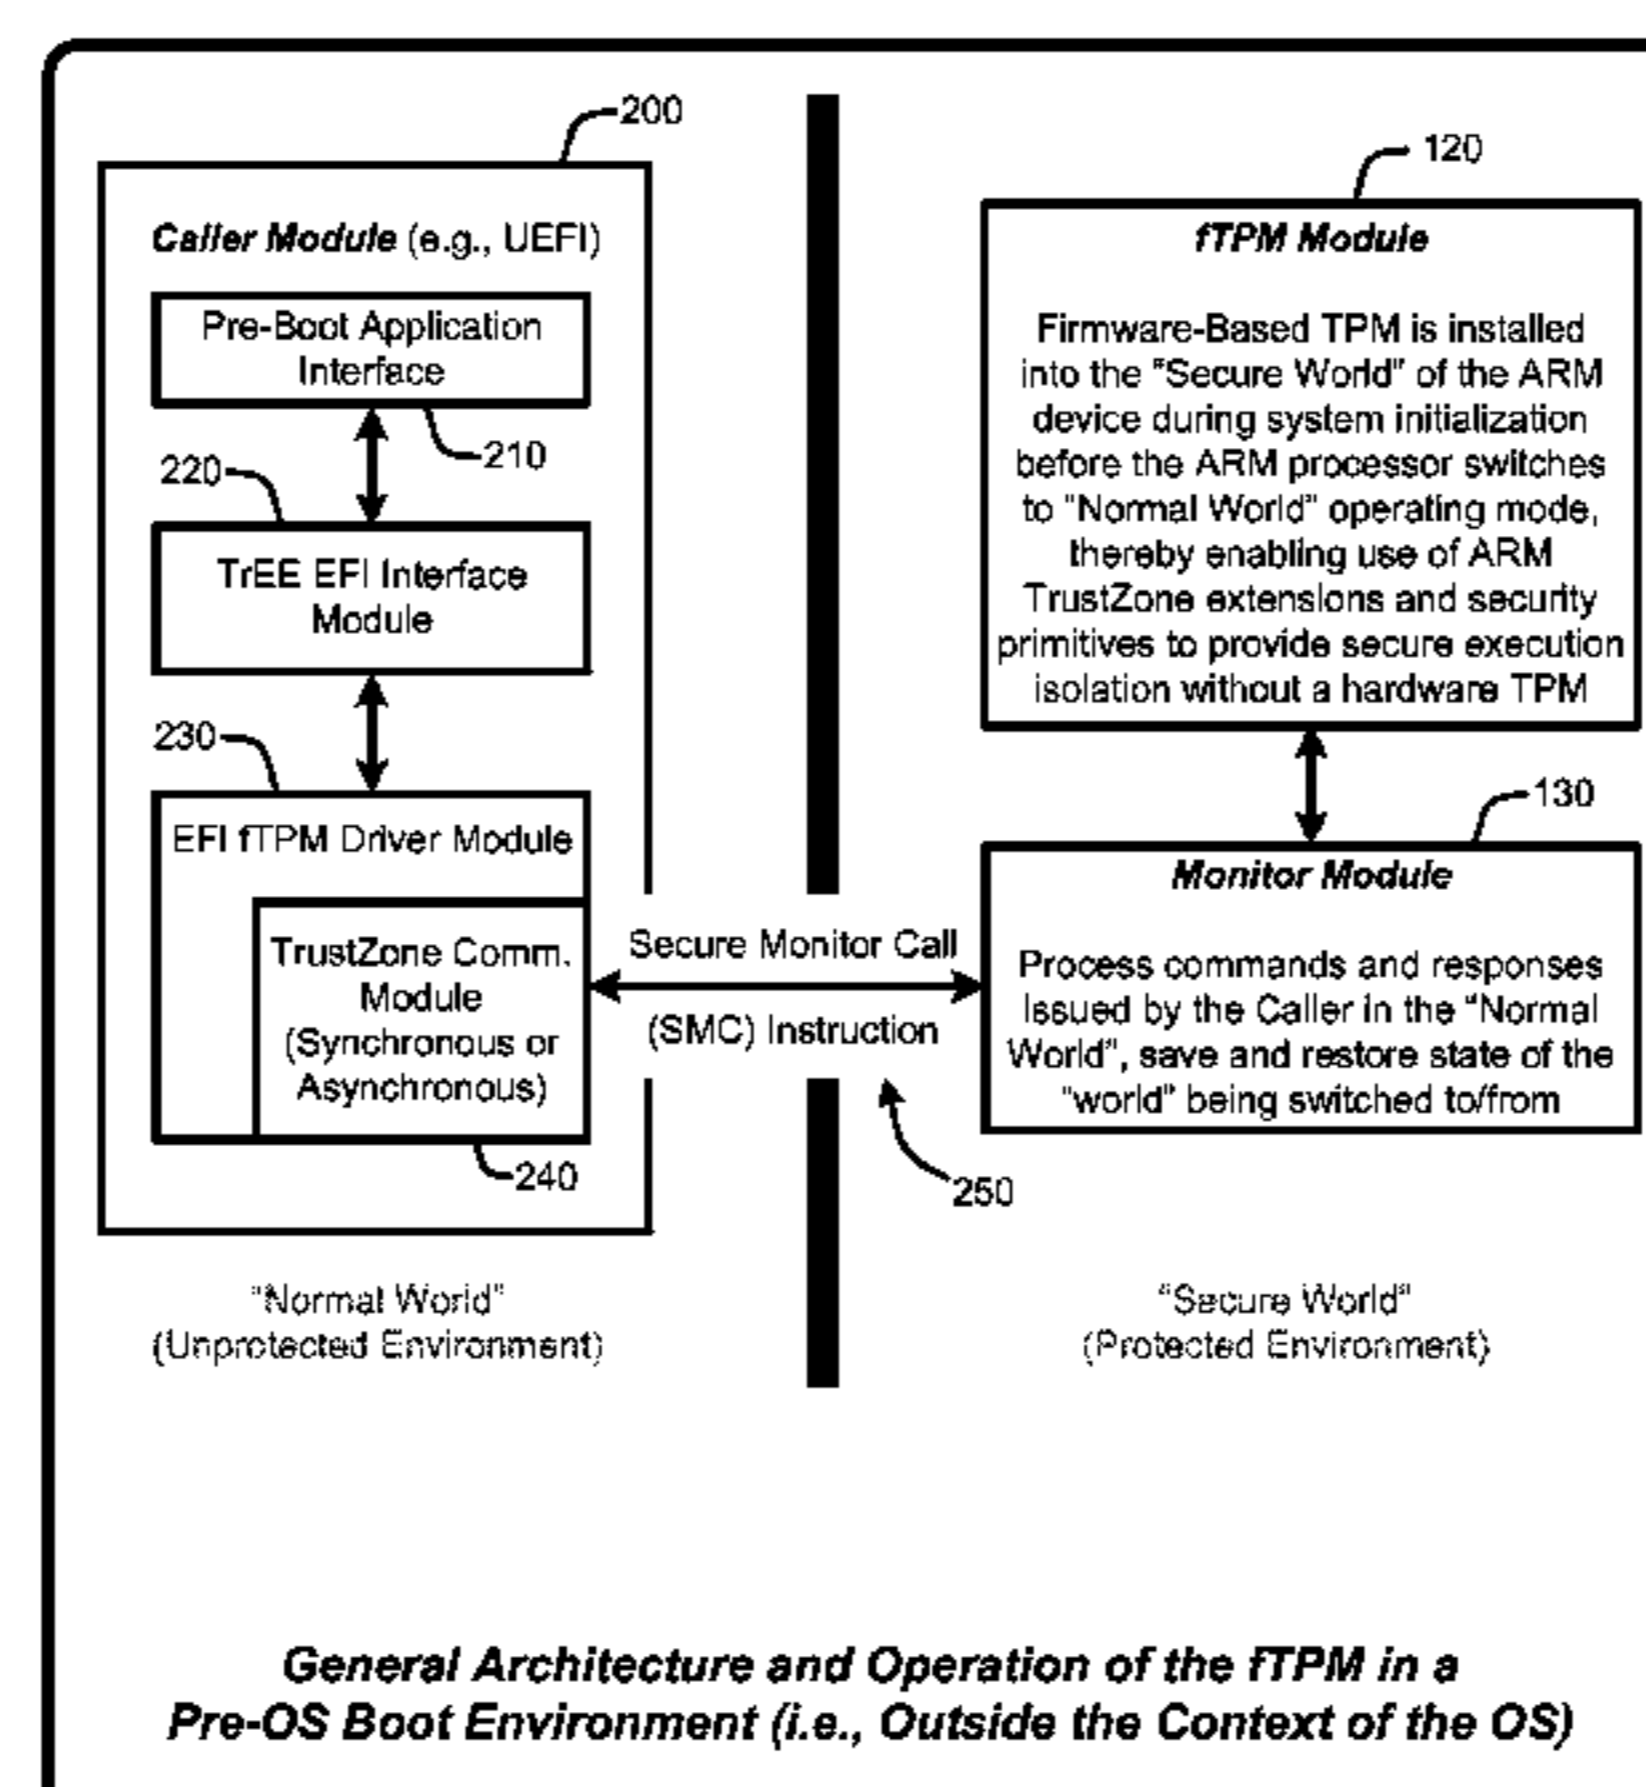 200
Caller Module (e.g., UEFI)
Pre-Boot Application
Interface
210
220
TrEE EFI Interface
Module
230
EFI fTPM Driver Module
TrustZone Comm.
Module
(Synchronous or
Asynchronous)
240
"Normal World"
(Unprotected Environment)
Secure Monitor Call
(SMC) Instruction
250
120
fTPM Module
Firmware-Based TPM is installed
into the "Secure World" of the ARM
device during system initialization
before the ARM processor switches
to "Normal World" operating mode,
thereby enabling use of ARM
TrustZone extensions and security
primitives to provide secure execution
isolation without a hardware TPM
130
Monitor Module
Process commands and responses
issued by the Caller in the "Normal
World", save and restore state of the
"world" being switched to/from
"Secure World"
(Protected Environment)
General Architecture and Operation of the fTPM in a
Pre-OS Boot Environment (i.e., Outside the Context of the OS)